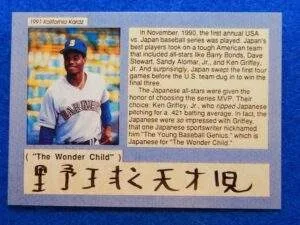 1991 Kalifornia Kardz
In November, 1990, the first annual USA
vs. Japan baseball series was played. Japan's
best players took on a tough American team
that included all-stars like Barry Bonds, Dave
Stewart, Sandy Alomar, Jr., and Ken Griffey,
Jr. And surprisingly, Japan swept the first four
games before the U.S. team dug in to win the
final three.
The Japanese all-stars were given the
honor of choosing the series MVP. Their
choice: Ken Griffey, Jr., who ripped Japanese
pitching for a .421 batting average. In fact, the
Japanese were so impressed with Griffey,
that one Japanese sportswriter nicknamed
him "The Young Baseball Genius," which is
Japanese for "The Wonder Child."
( "The Wonder Child" )
野球天才児